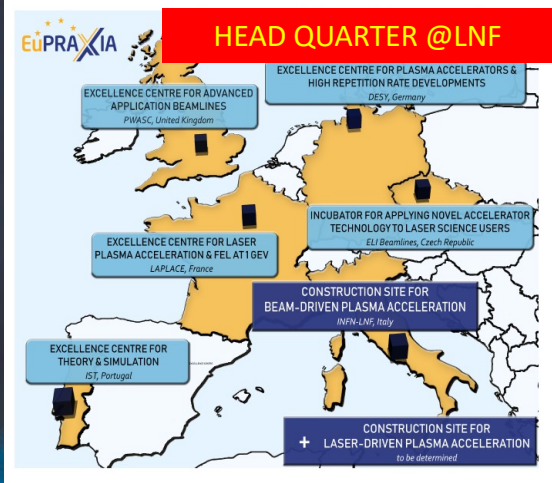 EuPRAXIA
HEAD QUARTER @LNF
EXCELLENCE CENTRE FOR PLASMA ACCELERATORS &
HIGH REPETITION RATE DEVELOPMENTS
DESY, Germany
EXCELLENCE CENTRE FOR ADVANCED
APPLICATION BEAMLINES
PWASC, United Kingdom
INCUBATOR FOR APPLYING NOVEL ACCELERATOR
TECHNOLOGY TO LASER SCIENCE USERS
ELI Beamlines, Czech Republic
EXCELLENCE CENTRE FOR LASER
PLASMA ACCELERATION & FEL AT 1 GEV
LAPLACE, France
CONSTRUCTION SITE FOR
BEAM-DRIVEN PLASMA ACCELERATION
INFN-LNF, Italy
EXCELLENCE CENTRE FOR
THEORY & SIMULATION
IST, Portugal
CONSTRUCTION SITE FOR
+ LASER-DRIVEN PLASMA ACCELERATION
to be determined